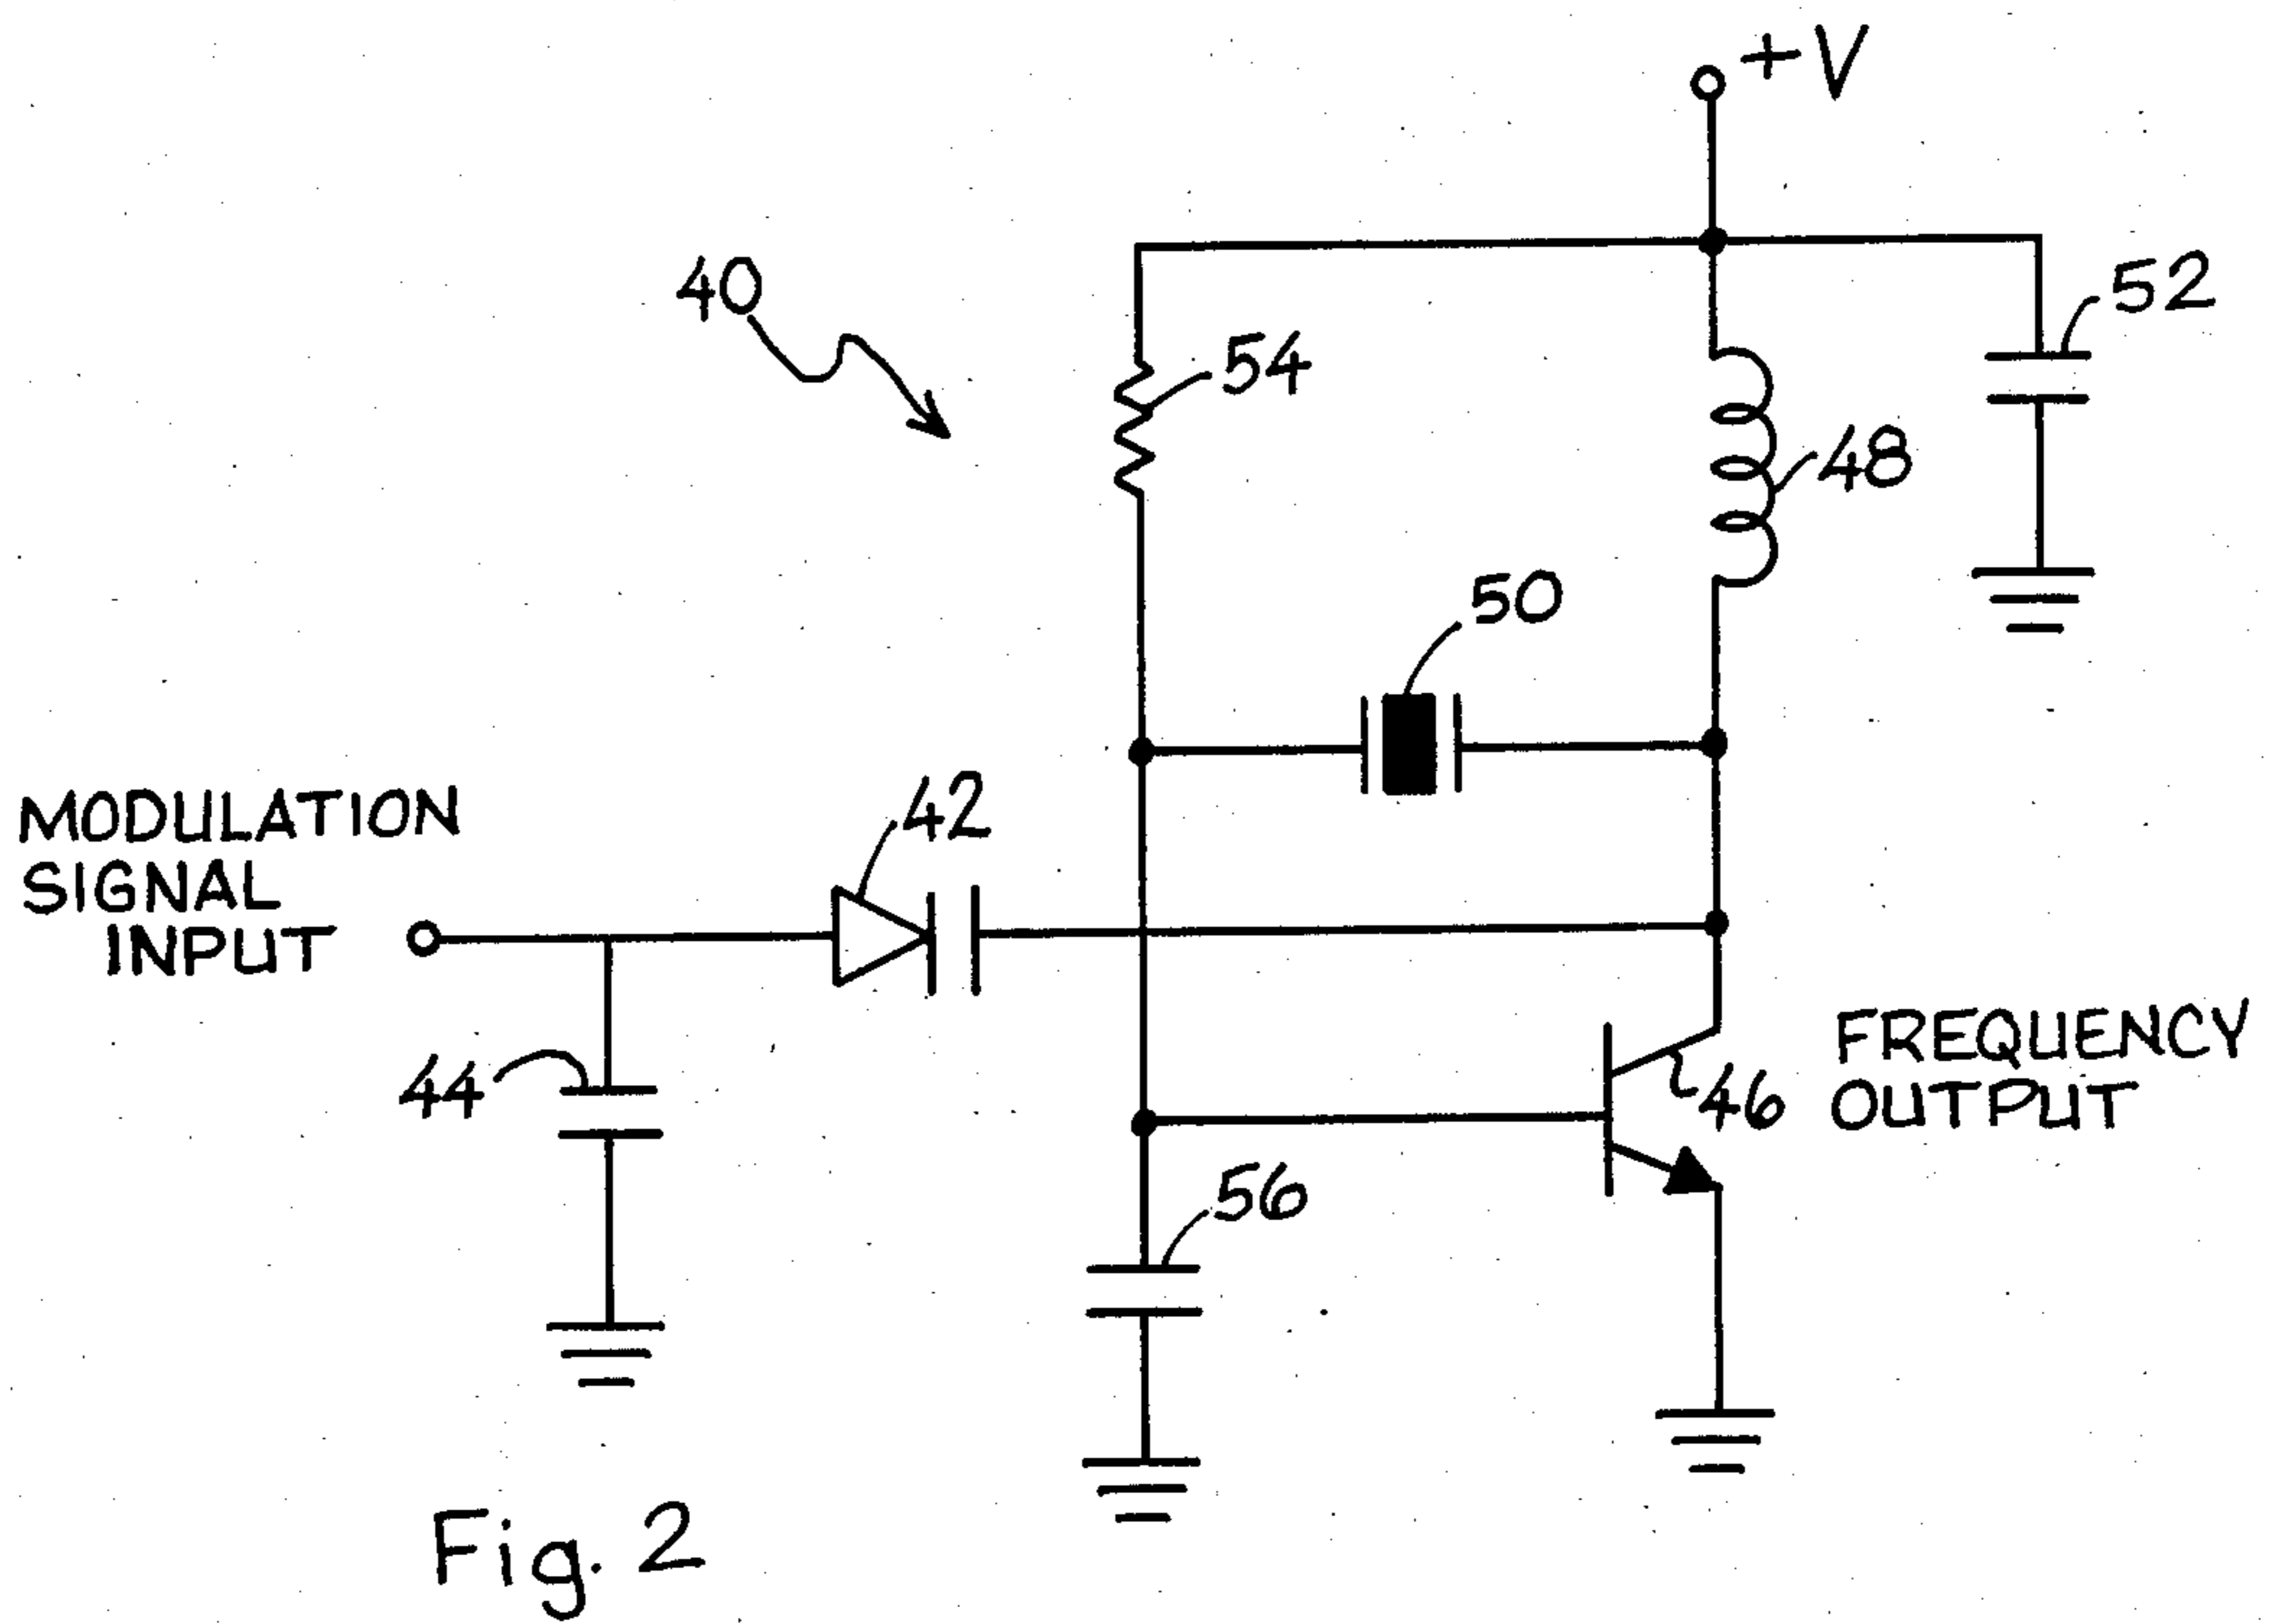 +V
40
52
54
48
50
42
MODULATION
SIGNAL
INPUT
44
46
FREQUENCY
OUTPUT
56
Fig. 2